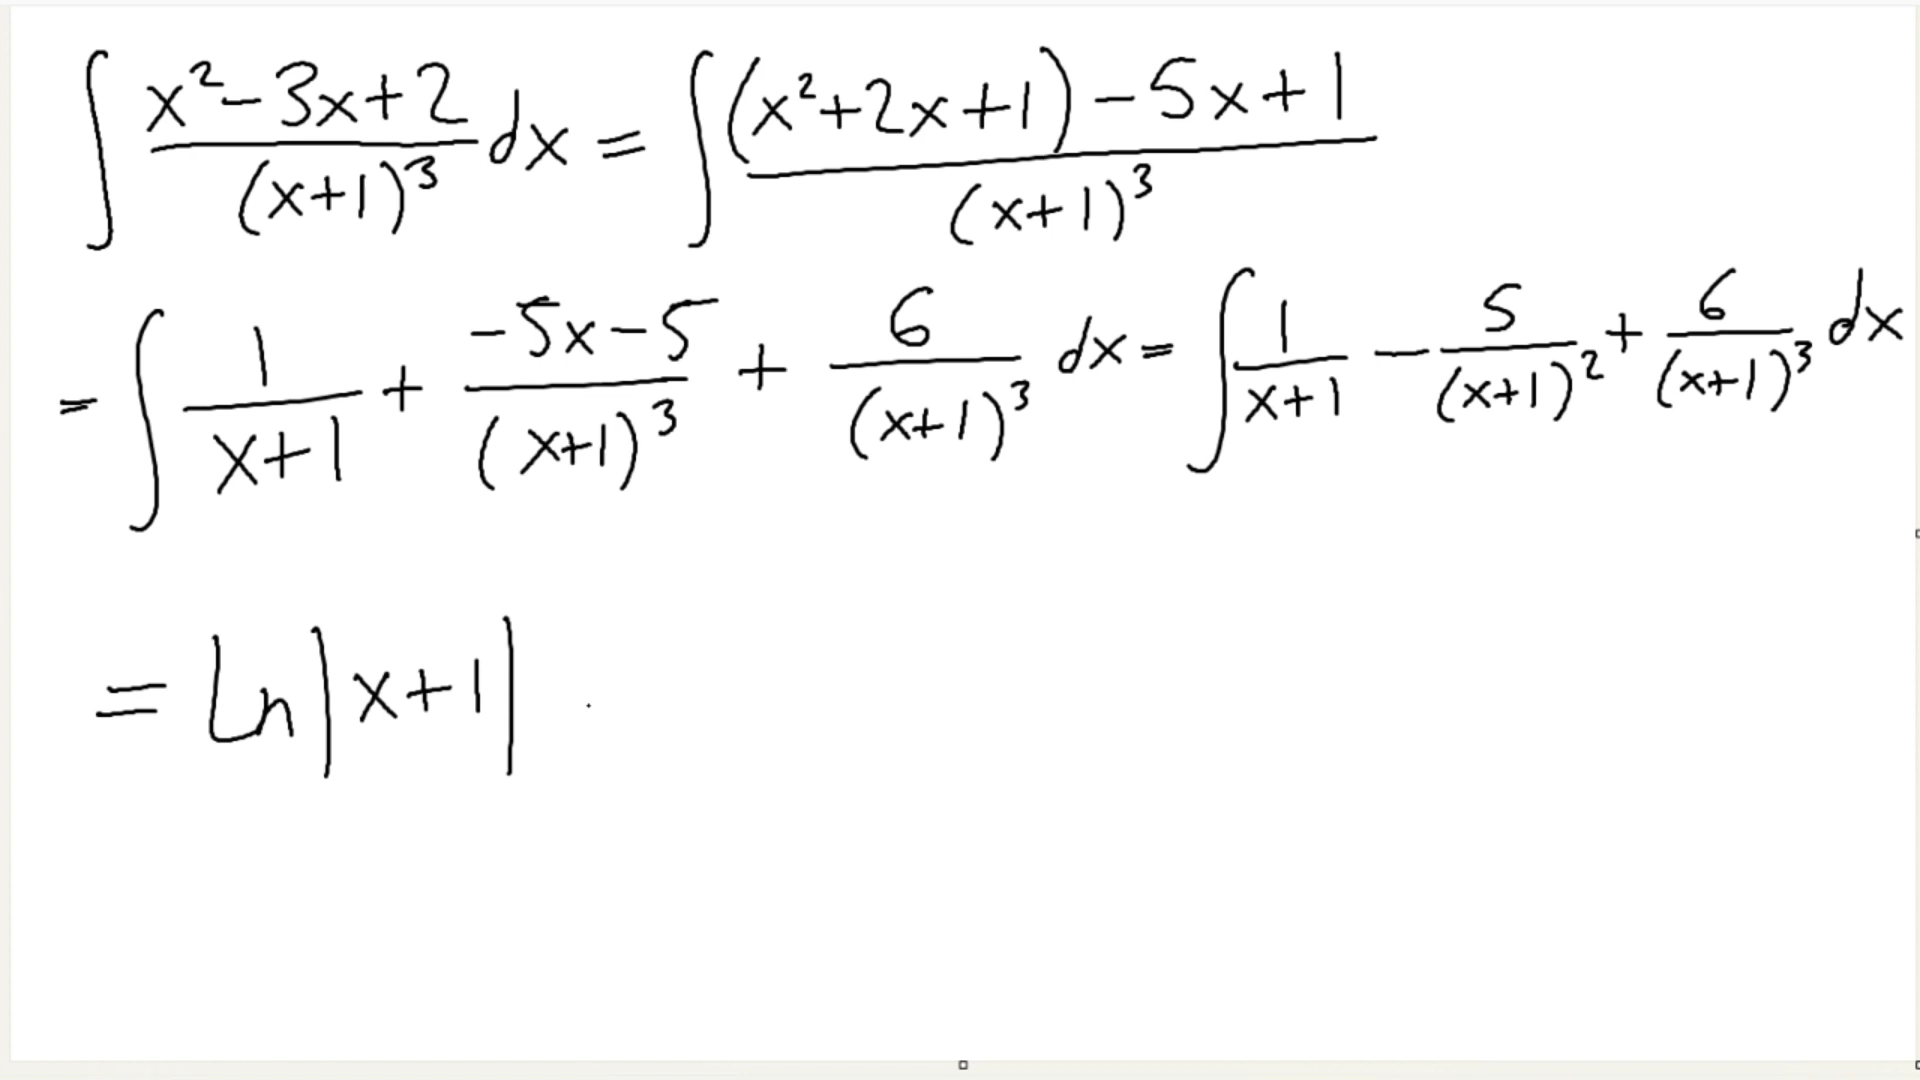 ∫ (x²-3x+2)/((x+1)³) dx = ∫ ((x²+2x+1)-5x+1)/((x+1)³)
= ∫ 1/(x+1) + (-5x-5)/((x+1)³) + 6/((x+1)³) dx = ∫ 1/(x+1) - 5/((x+1)²) + 6/((x+1)³) dx
= Ln|x+1|